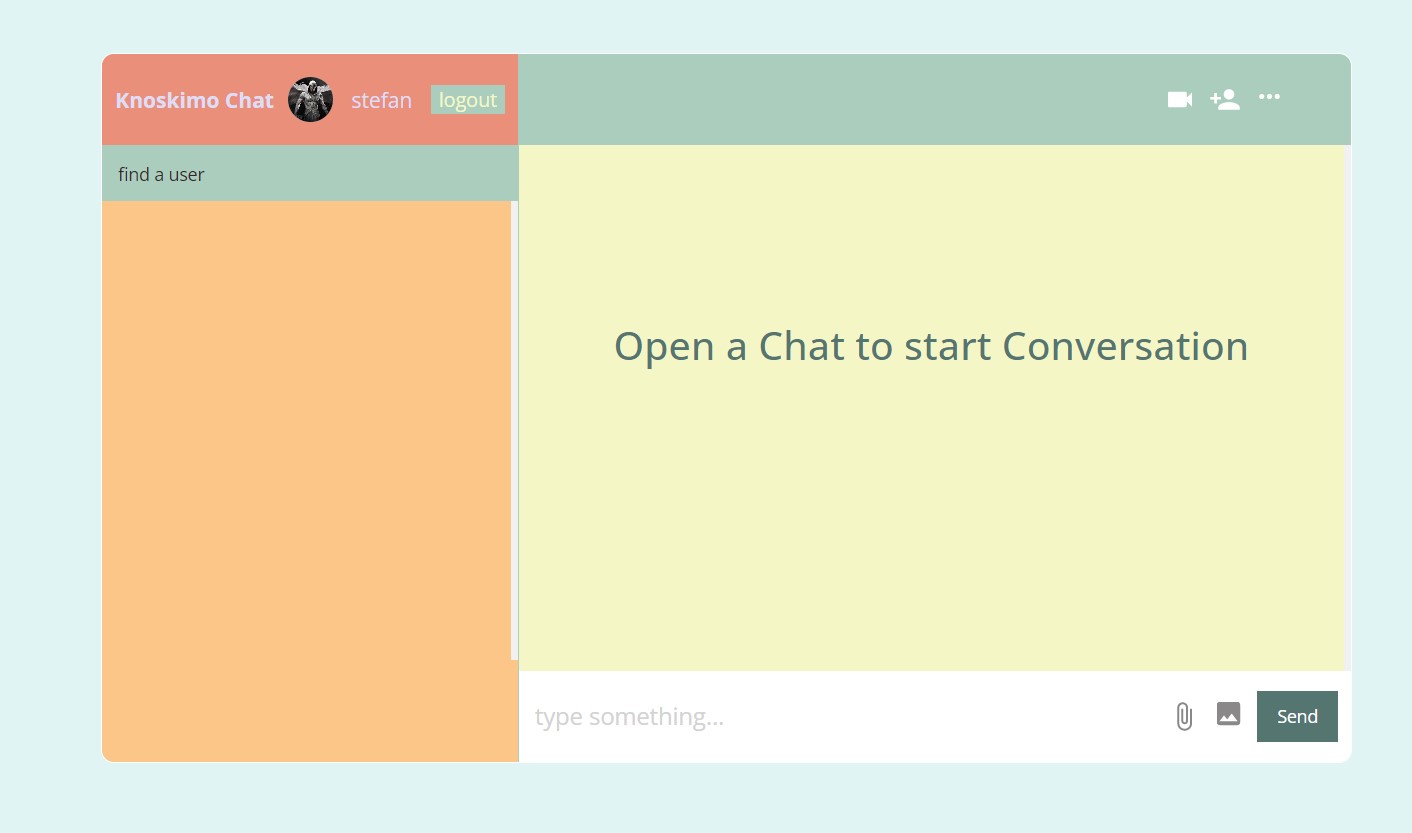 Knoskimo Chat stefan logout
find a user
Open a Chat to start Conversation
type something...
Send